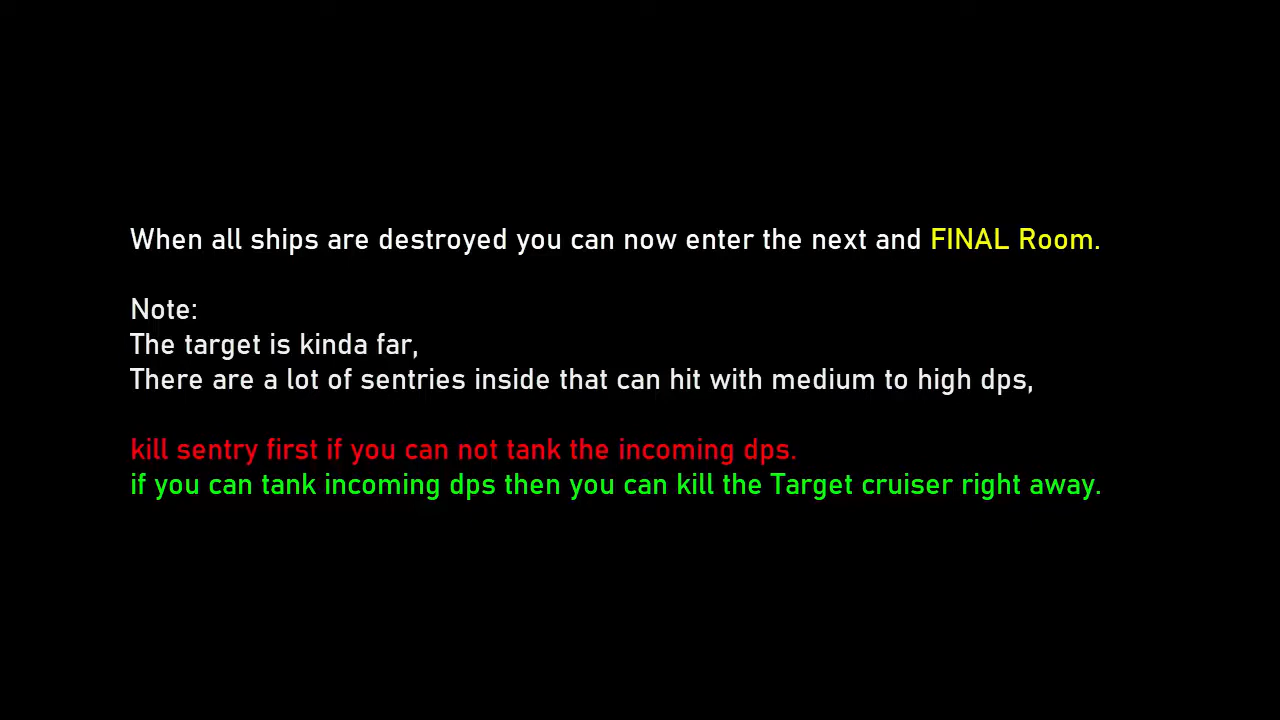 When all ships are destroyed you can now enter the next and FINAL Room.
Note:
The target is kinda far,
There are a lot of sentries inside that can hit with medium to high dps,
kill sentry first if you can not tank the incoming dps.
if you can tank incoming dps then you can kill the Target cruiser right away.